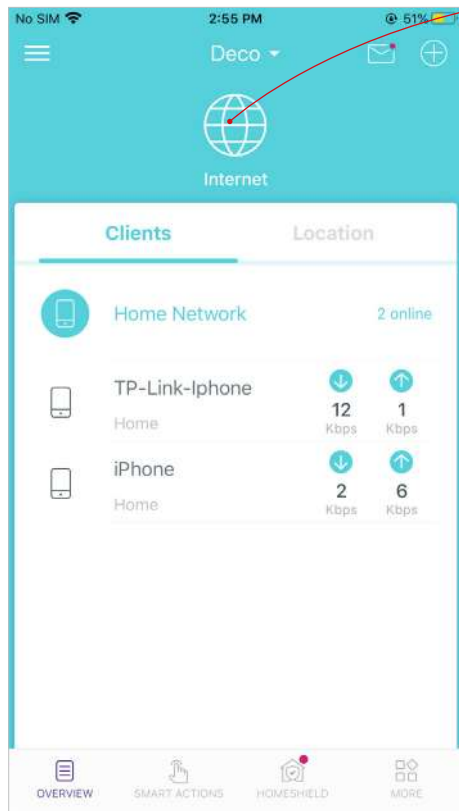 No SIM 2:55 PM 51%
Deco
Internet
Clients Location
Home Network 2 online
TP-Link-Iphone 12 1
Home Kbps Kbps
iPhone 2 6
Home Kbps Kbps
OVERVIEW SMART ACTIONS HOMESHIELD MORE